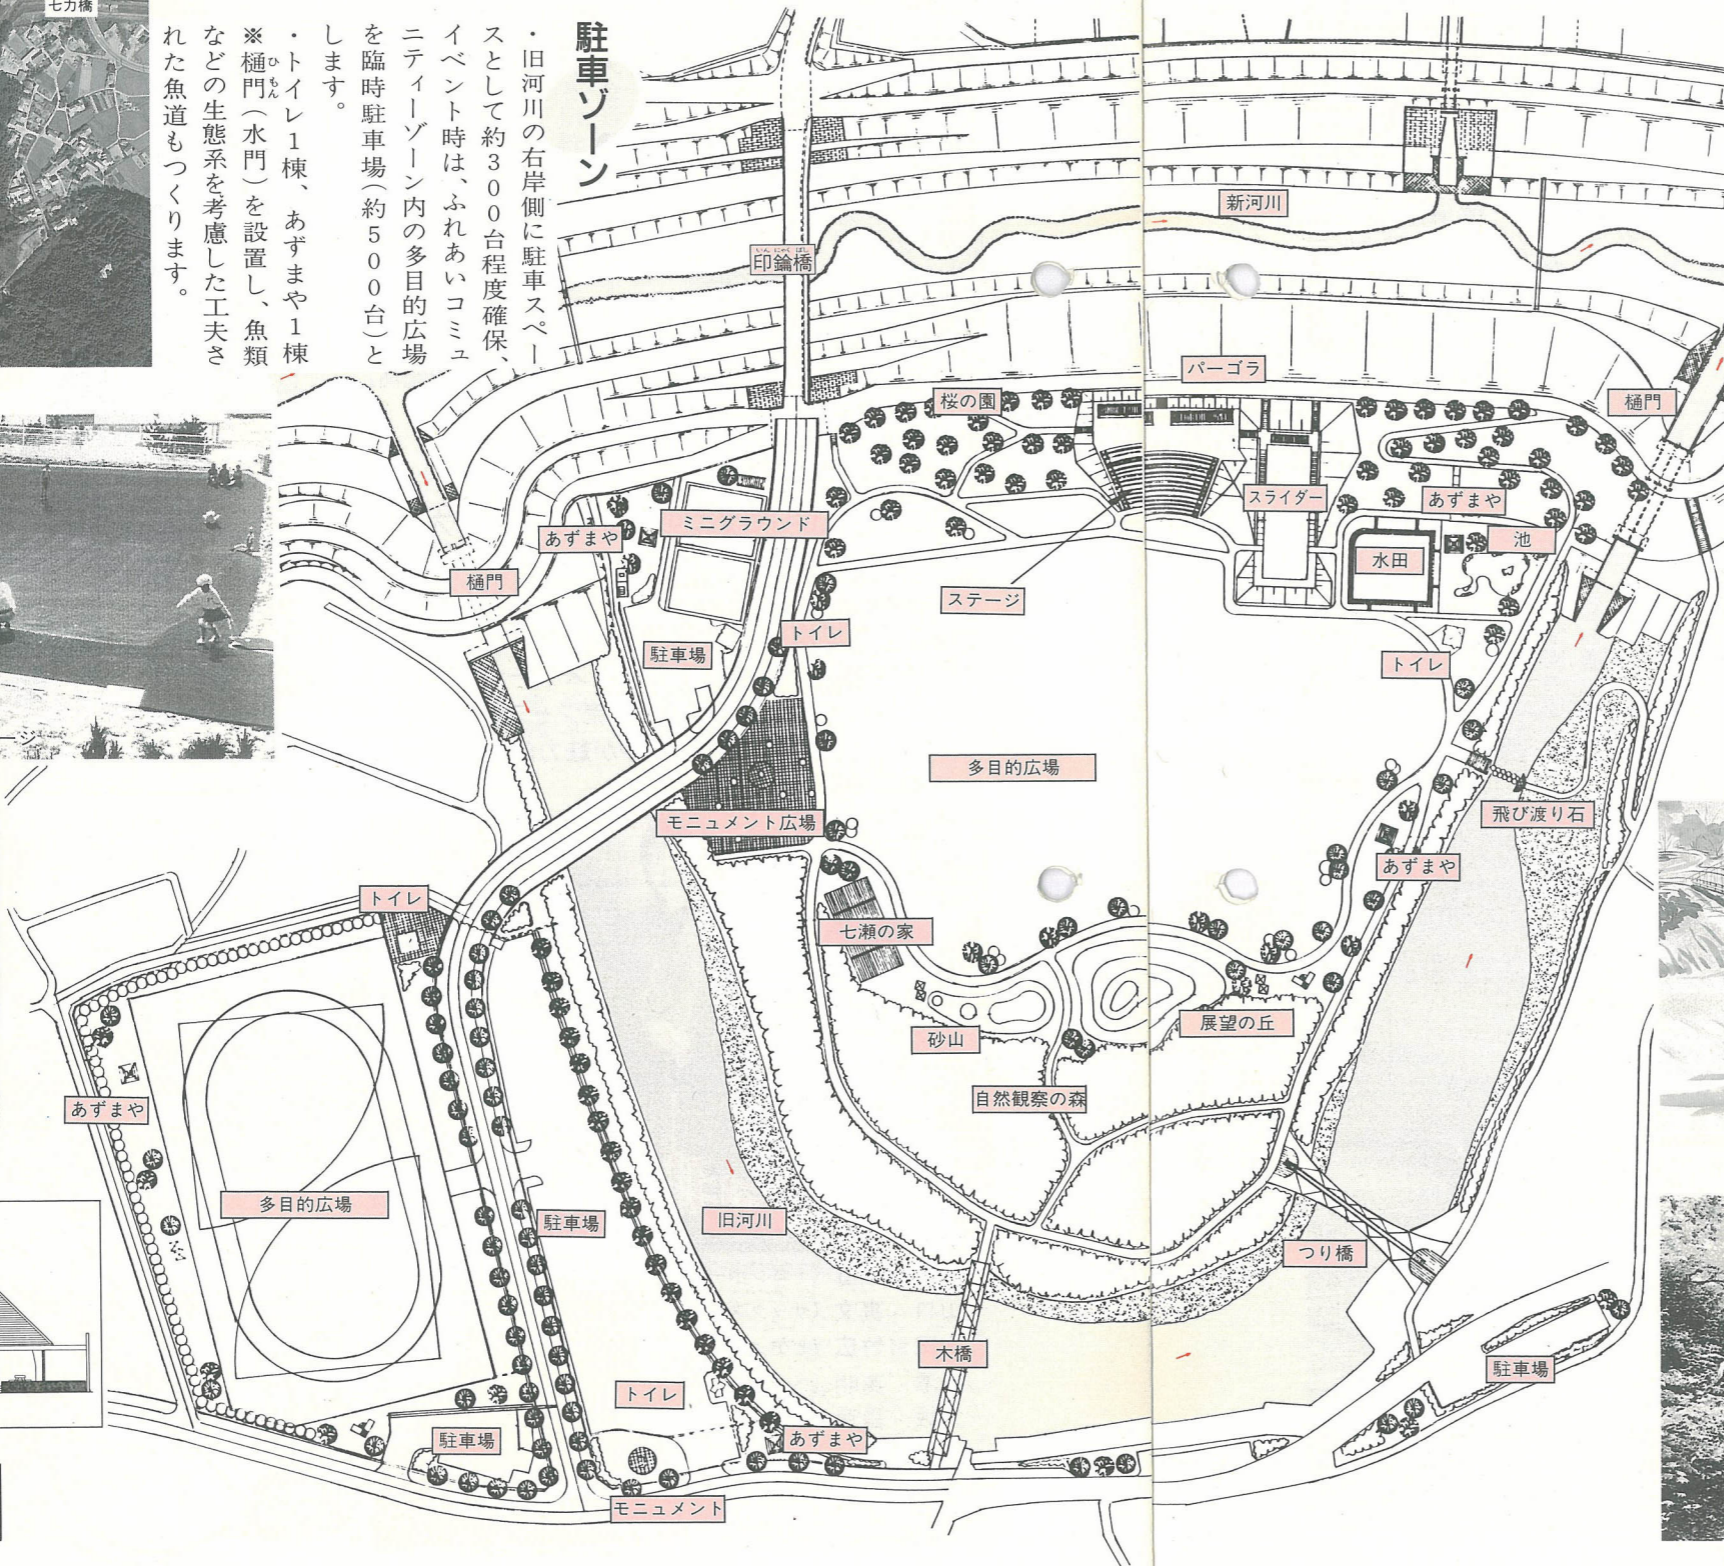 七力橋
駐車ゾーン
・旧河川の右岸側に駐車スペー
スとして約300台程度確保、
イベント時は、ふれあいコミュ
ニティーゾーン内の多目的広場
を臨時駐車場(約500台)と
します。
・トイレ1棟、あずまや1棟
※樋門(水門)を設置し、魚類
ひもん
などの生態系を考慮した工夫さ
れた魚道もつくります。
新河川
いんにゃくばし
印鑰橋
パーゴラ
桜の園
樋門
スライダー
あずまや
ミニグラウンド
あずまや
池
水田
樋門
ステージ
トイレ
駐車場
トイレ
多目的広場
飛び渡り石
モニュメント広場
あずまや
トイレ
七瀬の家
展望の丘
砂山
自然観察の森
あずまや
多目的広場
駐車場
旧河川
つり橋
木橋
駐車場
トイレ
駐車場
あずまや
モニュメント
ージ